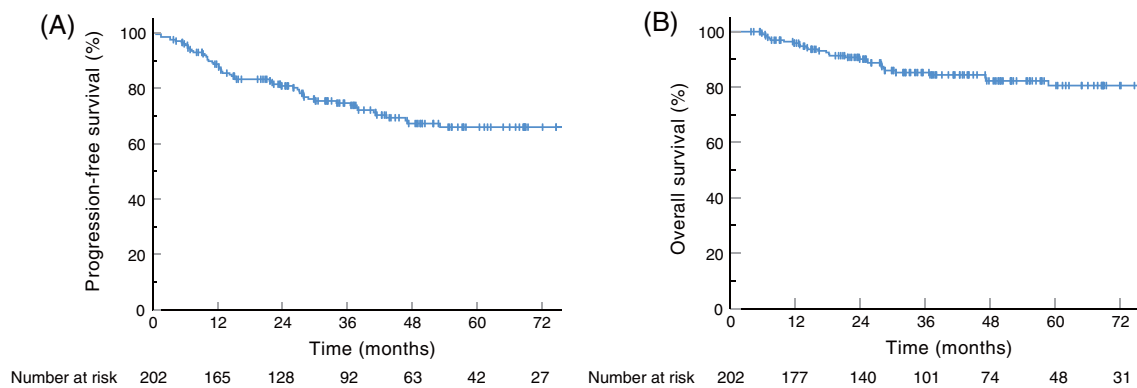 (A)
Progression-free survival (%)
100
80
60
40
20
0
0 12 24 36 48 60 72
Time (months)
Number at risk 202 165 128 92 63 42 27
(B)
Overall survival (%)
100
80
60
40
20
0
0 12 24 36 48 60 72
Time (months)
Number at risk 202 177 140 101 74 48 31